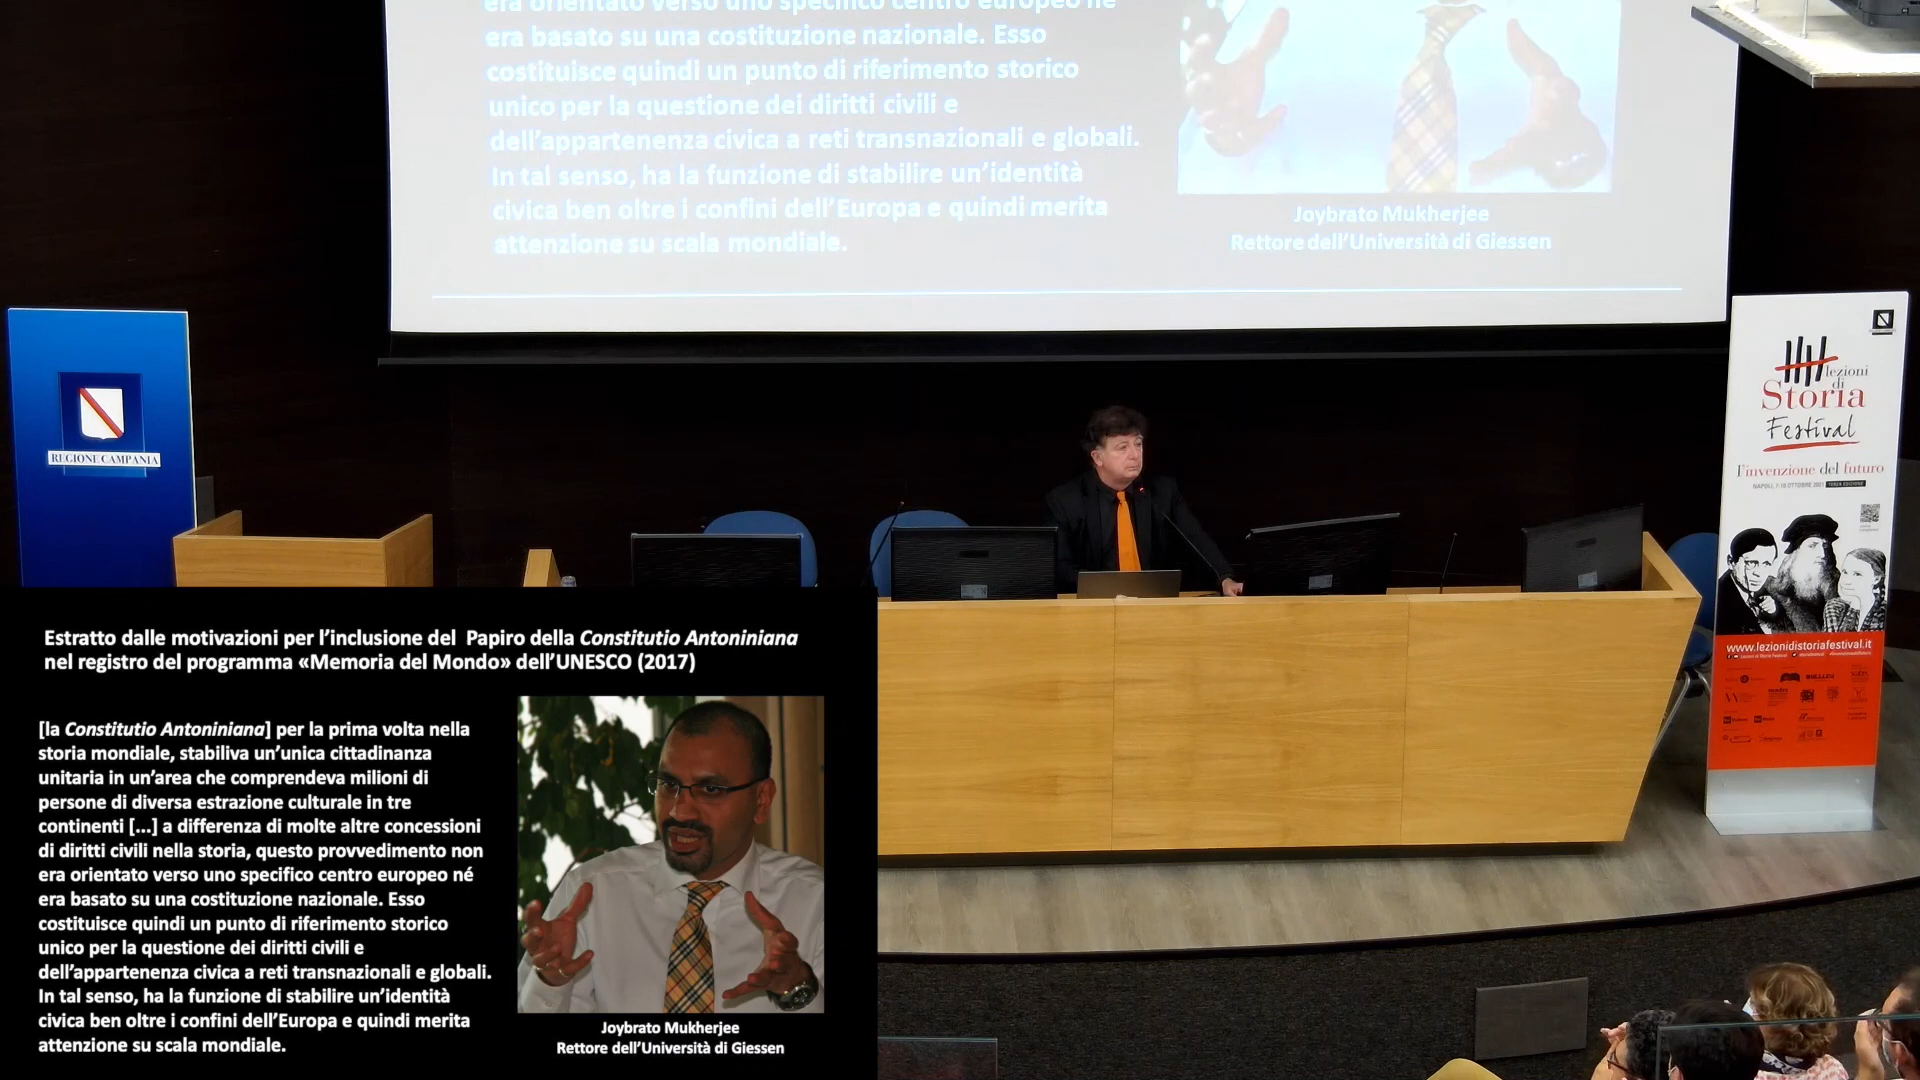 era orientato verso uno specifico centro europeo né
era basato su una costituzione nazionale. Esso
costituisce quindi un punto di riferimento storico
unico per la questione dei diritti civili e
dell'appartenenza civica a reti transnazionali e globali.
In tal senso, ha la funzione di stabilire un'identità
civica ben oltre i confini dell'Europa e quindi merita
attenzione su scala mondiale.
Joybrato Mukherjee
Rettore dell'Università di Giessen
REGIONE CAMPANIA
lezioni
di
Storia
Festival
l'invenzione del futuro
NAPOLI, 7-10 OTTOBRE 2021 TERZA EDIZIONE
www.lezionidistoriafestival.it
Estratto dalle motivazioni per l'inclusione del Papiro della Constitutio Antoniniana
nel registro del programma «Memoria del Mondo» dell'UNESCO (2017)
[la Constitutio Antoniniana] per la prima volta nella
storia mondiale, stabiliva un'unica cittadinanza
unitaria in un'area che comprendeva milioni di
persone di diversa estrazione culturale in tre
continenti [...] a differenza di molte altre concessioni
di diritti civili nella storia, questo provvedimento non
era orientato verso uno specifico centro europeo né
era basato su una costituzione nazionale. Esso
costituisce quindi un punto di riferimento storico
unico per la questione dei diritti civili e
dell'appartenenza civica a reti transnazionali e globali.
In tal senso, ha la funzione di stabilire un'identità
civica ben oltre i confini dell'Europa e quindi merita
attenzione su scala mondiale.
Joybrato Mukherjee
Rettore dell'Università di Giessen